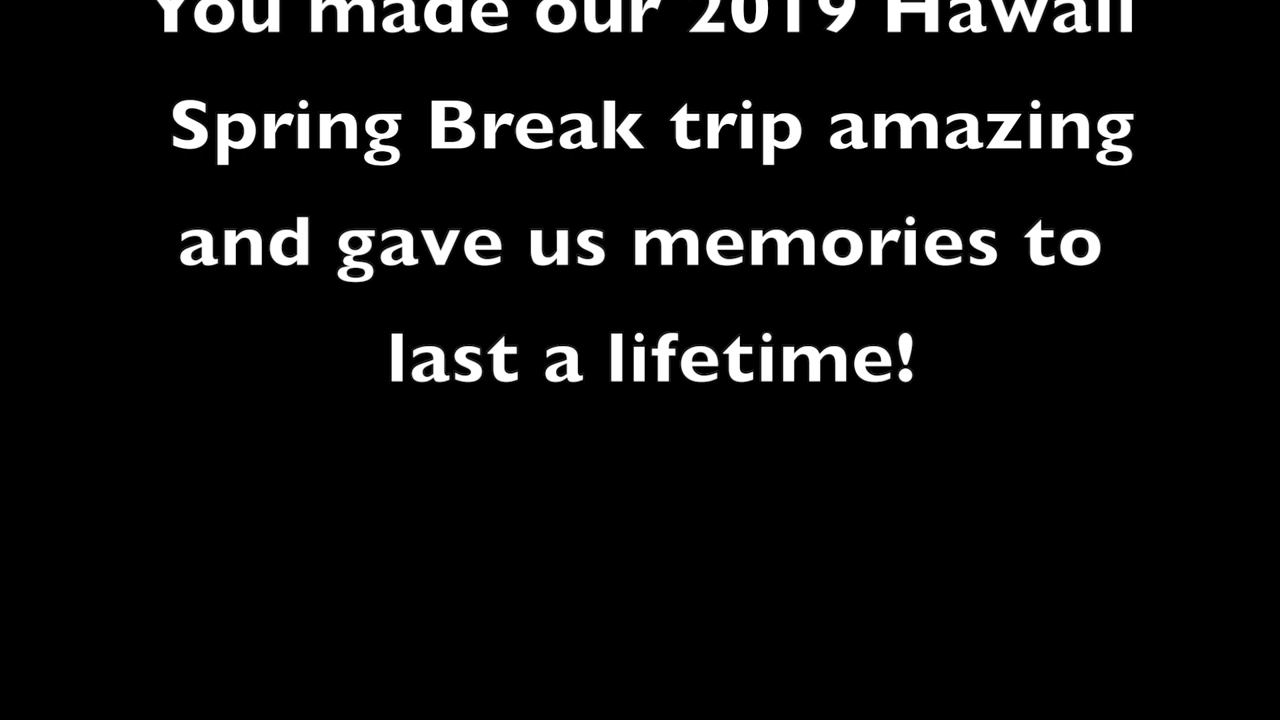 You made our 2019 Hawaii
Spring Break trip amazing
and gave us memories to
last a lifetime!